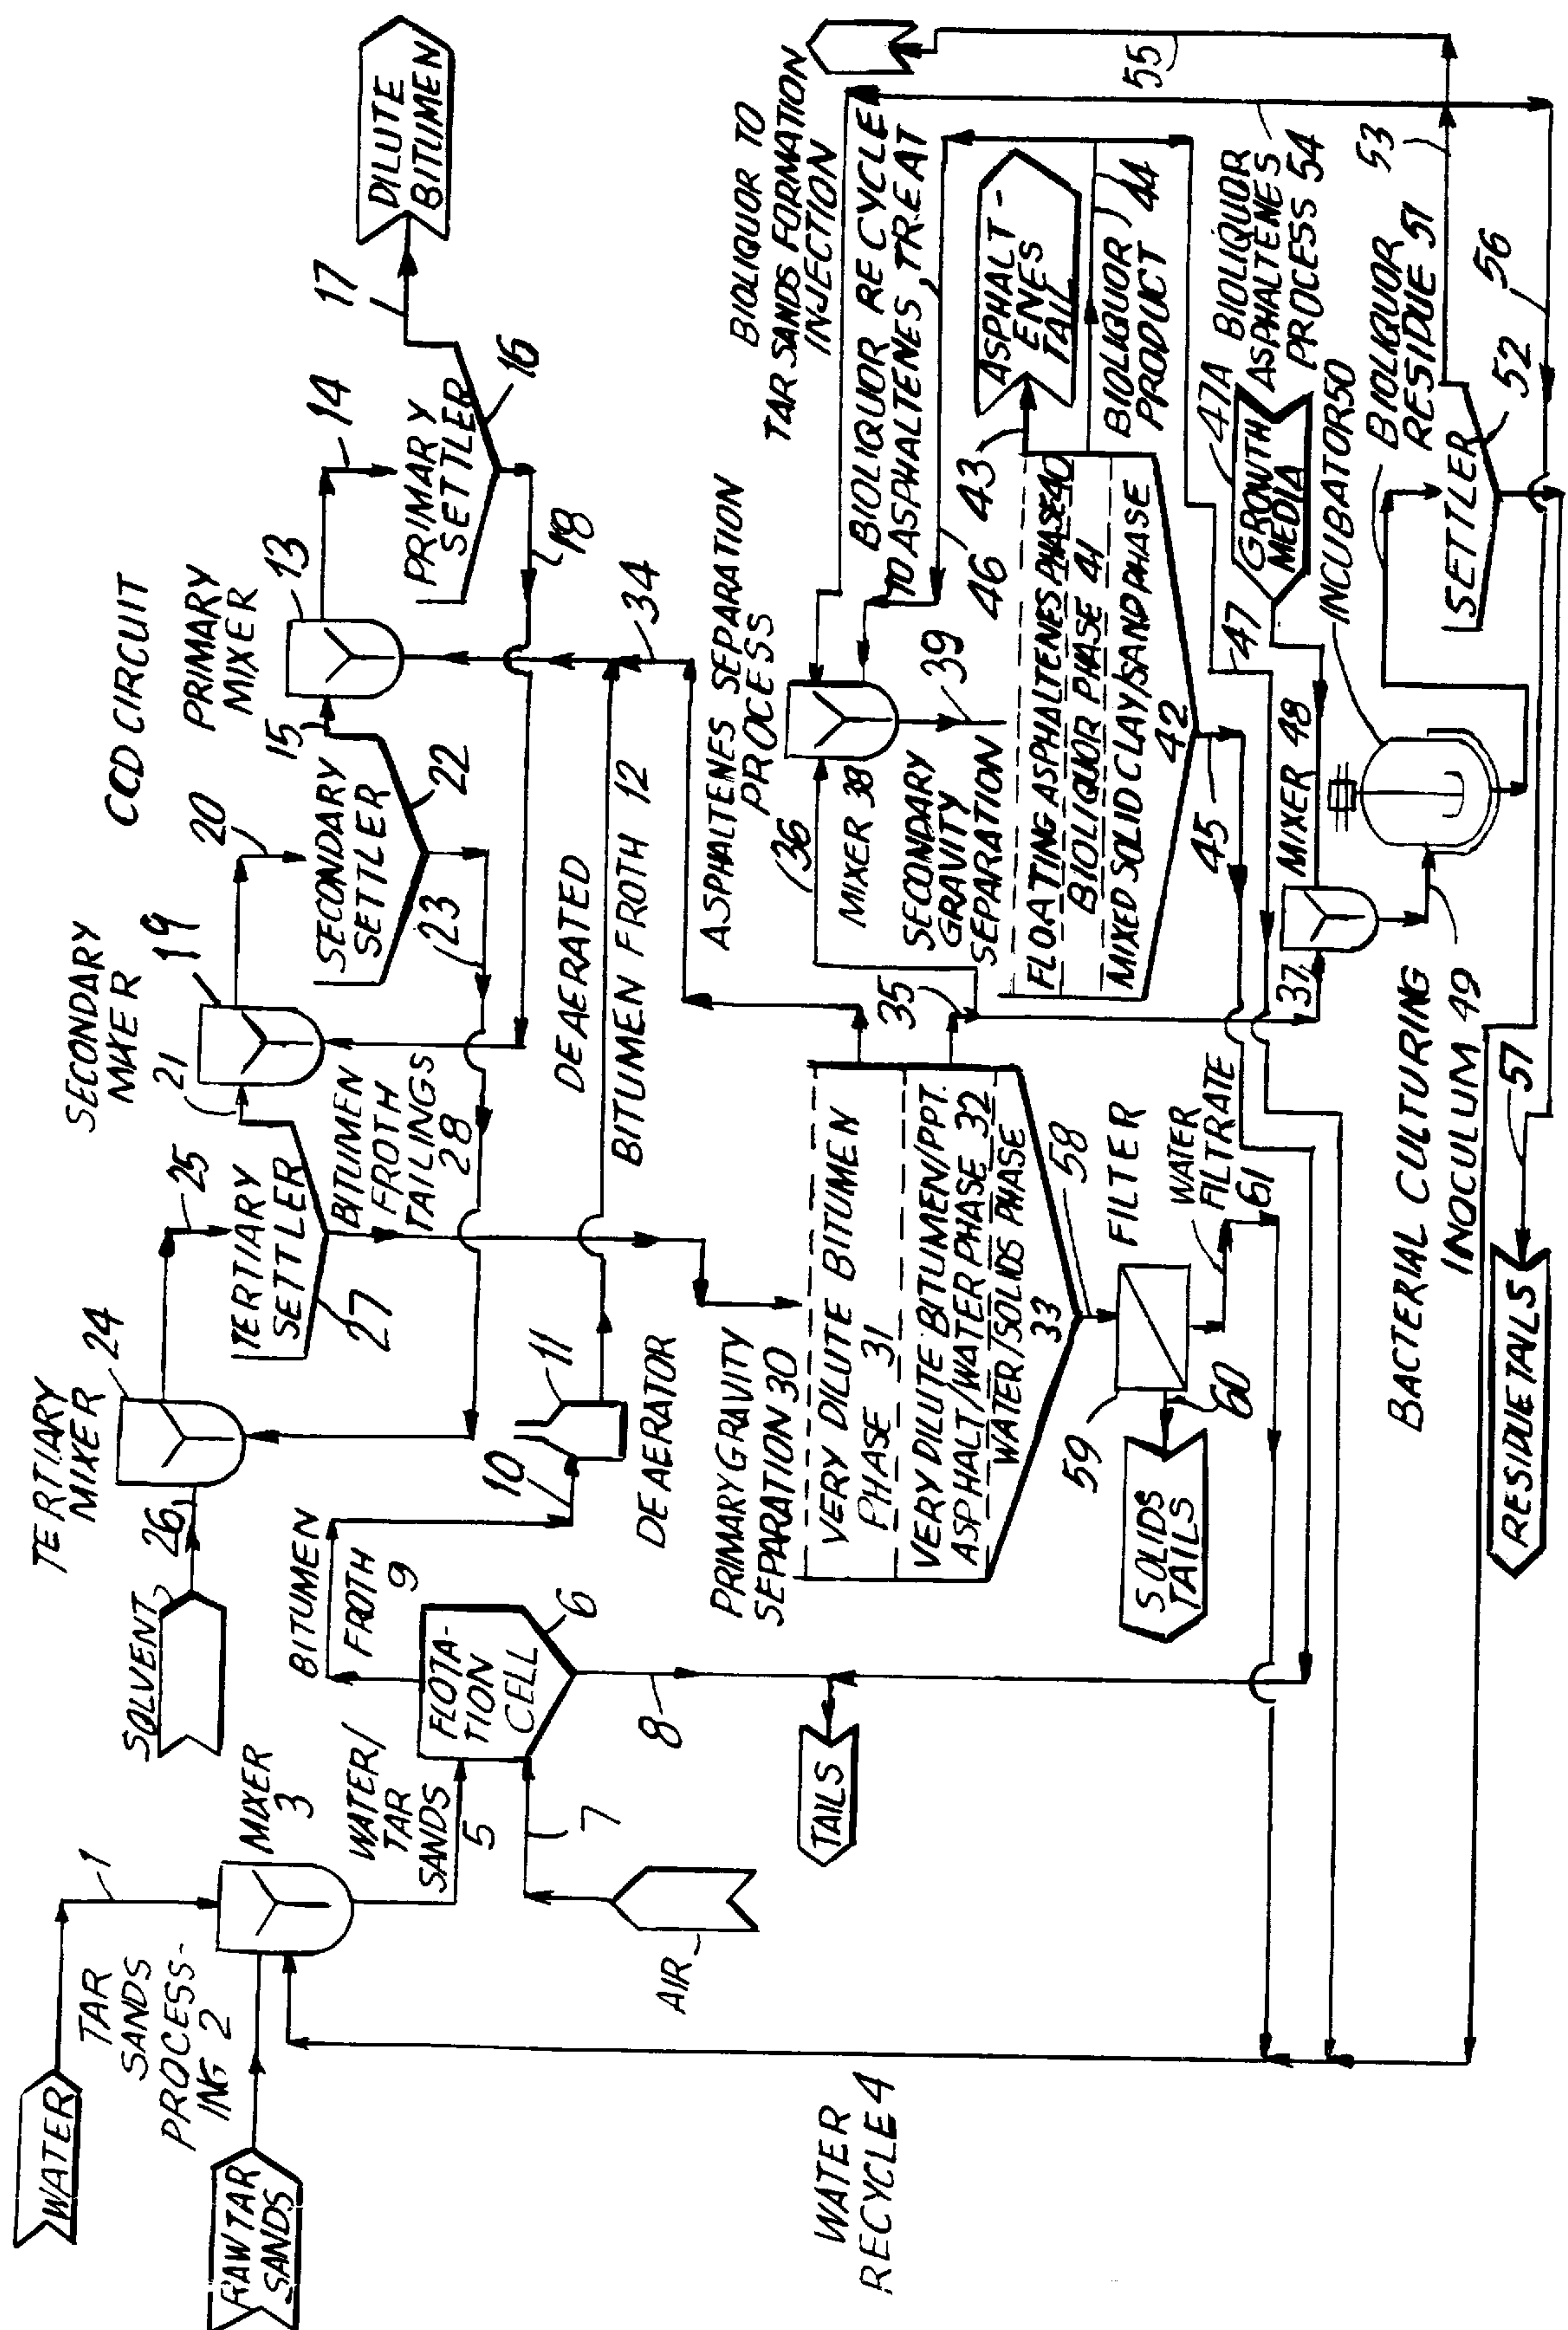 WATER
1
TAR
SANDS
PROCESS-
ING 2
RAW TAR
SANDS
MIXER
3
WATER/
TAR
SANDS
5
7
AIR
FLOTA-
TION
CELL
6
8
TAILS
WATER
RECYCLE 4
SOLVENT
26
TERTIARY
MIXER
24
25
TERTIARY
SETTLER
27
BITUMEN
FROTH
9
10
11
DEAERATOR
BITUMEN
FROTH
TAILINGS
28
SECONDARY
MIXER
19
21
20
SECONDARY
SETTLER
22
23
CCD CIRCUIT
PRIMARY
MIXER
13
15
14
PRIMARY
SETTLER
16
17
18
DILUTE
BITUMEN
DEAERATED
BITUMEN FROTH 12
34
PRIMARY GRAVITY
SEPARATION 30
VERY DILUTE BITUMEN
PHASE 31
VERY DILUTE BITUMEN/PPT.
ASPHALT/WATER PHASE 32
WATER/SOLIDS PHASE
33
58
FILTER
59
60
SOLIDS
TAILS
WATER
FILTRATE
61
35
36
37
ASPHALTENES SEPARATION
PROCESS
MIXER 38
39
SECONDARY
GRAVITY
SEPARATION
FLOATING ASPHALTENES PHASE 40
BIOLIQUOR PHASE 41
MIXED SOLID CLAY/SAND PHASE
42
43
46
45
47
ASPHALT-
ENES
TAIL
BIOLIQUOR
PRODUCT
44
BIOLIQUOR TO
TAR SANDS FORMATION
INJECTION
BIOLIQUOR RECYCLE
TO ASPHALTENES TREAT
55
47A
BIOLIQUOR
ASPHALTENES
PROCESS 54
GROWTH
MEDIA
MIXER 48
INCUBATOR 50
BIOLIQUOR
RESIDUE 51
53
SETTLER
52
56
BACTERIAL CULTURING
INOCULUM 49
57
RESIDUE TAILS